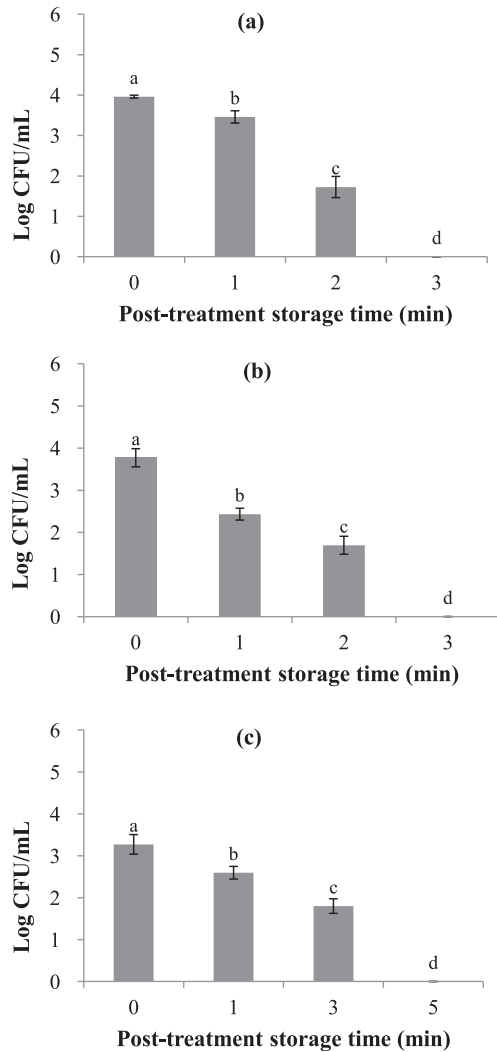 (a)
6
5
4
3
2
1
0
Log CFU/mL
a
b
c
d
0 1 2 3
Post-treatment storage time (min)
(b)
6
5
4
3
2
1
0
Log CFU/mL
a
b
c
d
0 1 2 3
Post-treatment storage time (min)
(c)
6
5
4
3
2
1
0
Log CFU/mL
a
b
c
d
0 1 3 5
Post-treatment storage time (min)